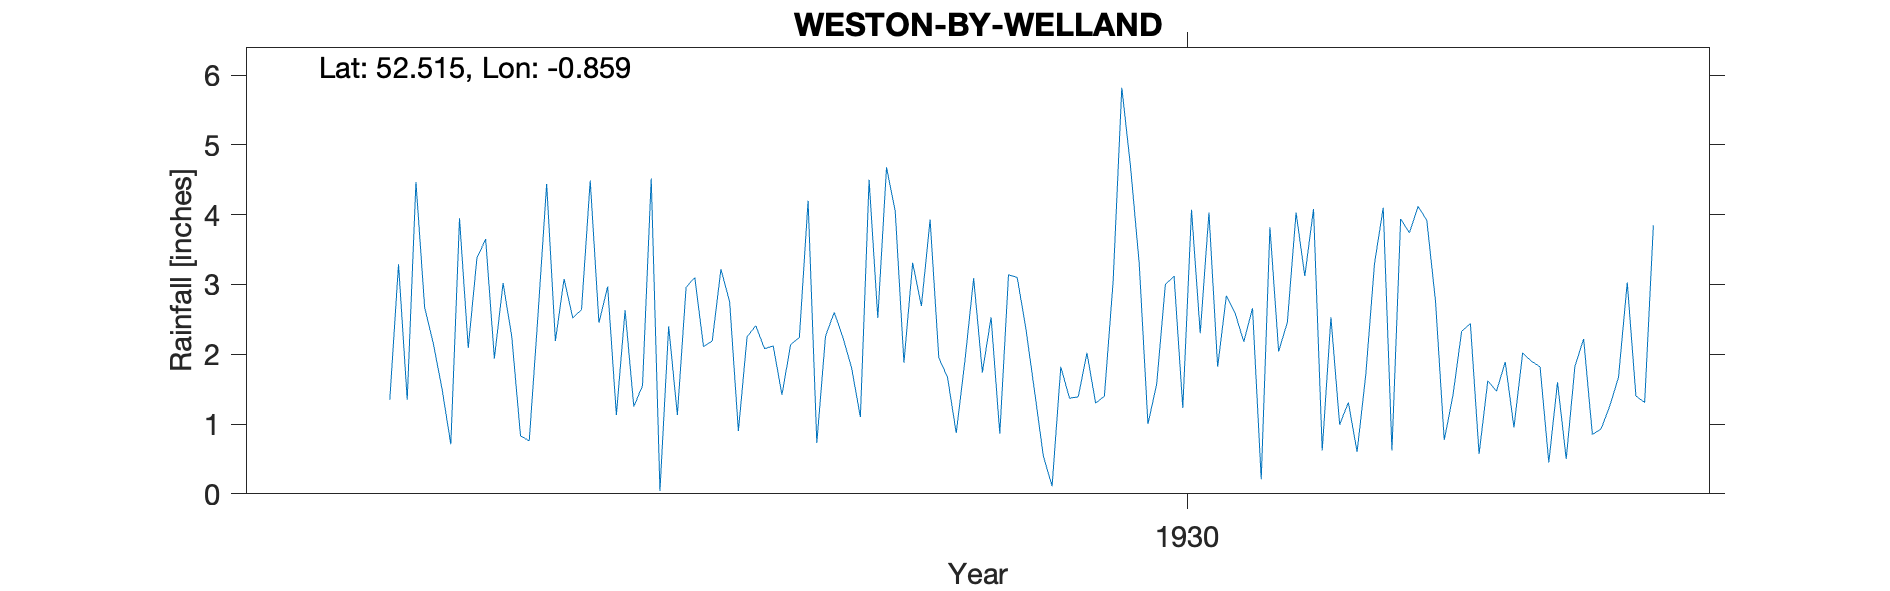 WESTON-BY-WELLAND
Lat: 52.515, Lon: -0.859
6
5
4
3
2
1
0
Rainfall [inches]
1930
Year